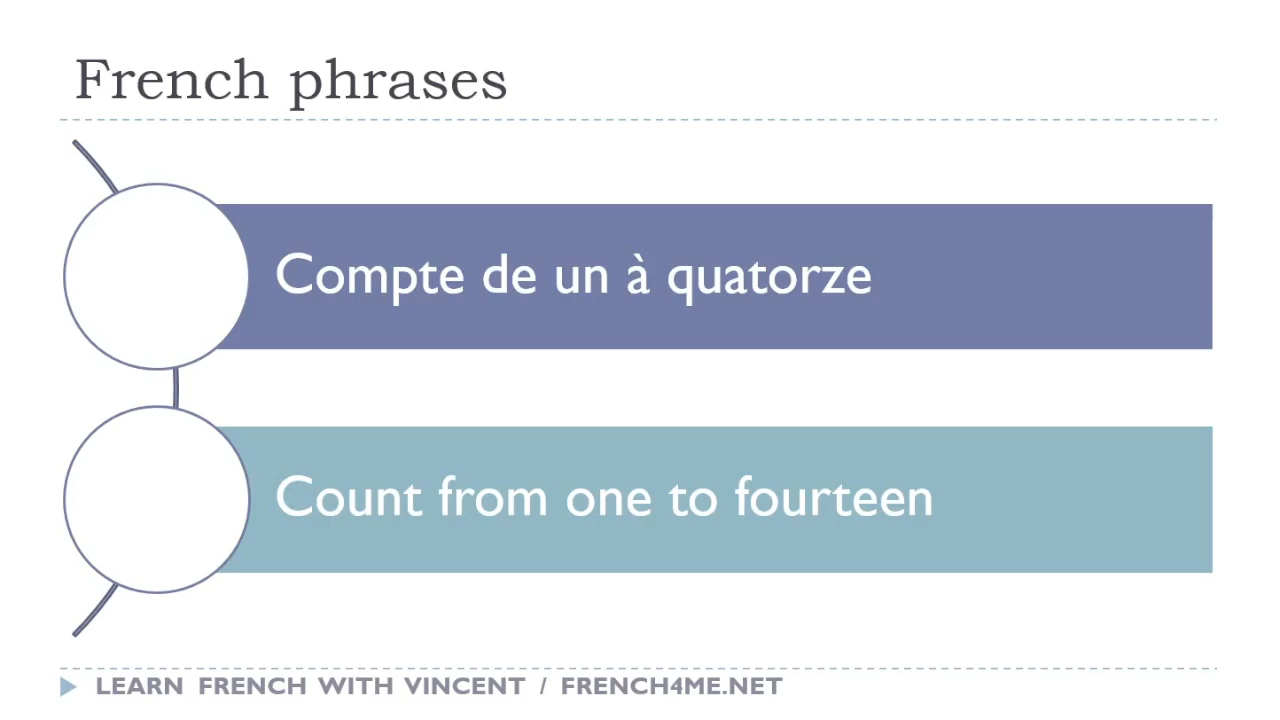 French phrases
Compte de un à quatorze
Count from one to fourteen
LEARN FRENCH WITH VINCENT / FRENCH4ME.NET